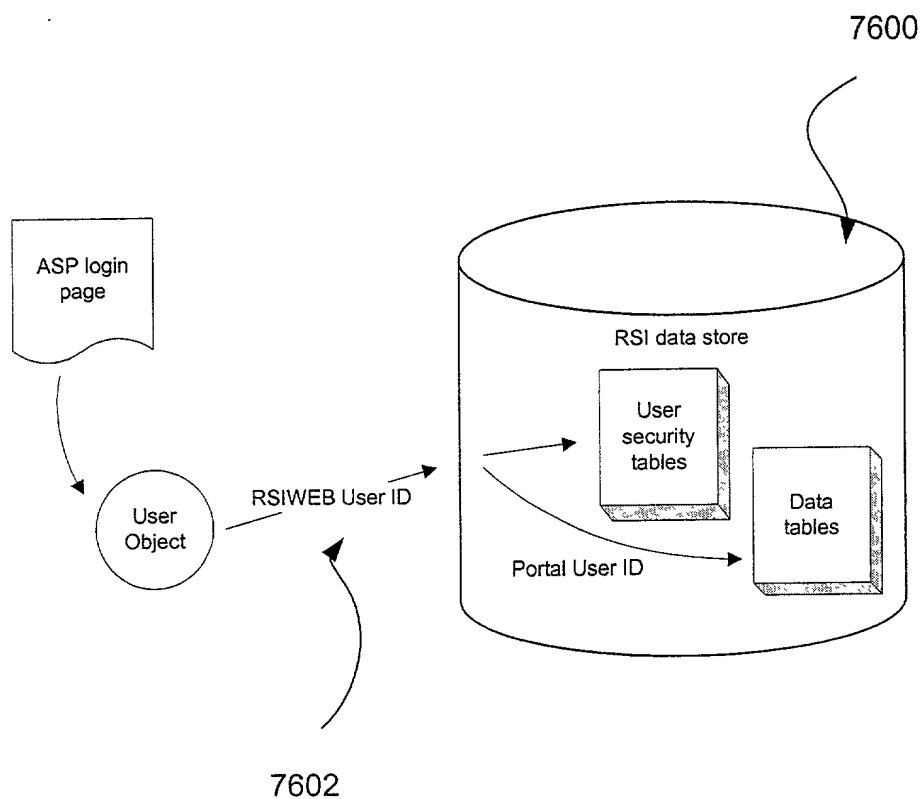 7600
ASP login
page
RSI data store
User
security
tables
Data
tables
RSIWEB User ID
User
Object
Portal User ID
7602